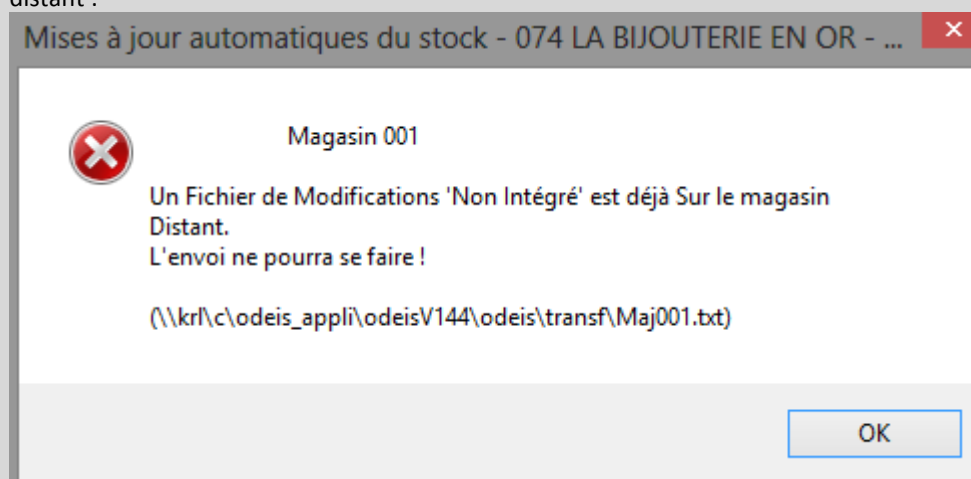 distant :
Mises à jour automatiques du stock - 074 LA BIJOUTERIE EN OR - ...
Magasin 001
Un Fichier de Modifications 'Non Intégré' est déjà Sur le magasin
Distant.
L'envoi ne pourra se faire !
(\\krl\c\odeis_appli\odeisV144\odeis\transf\Maj001.txt)
OK